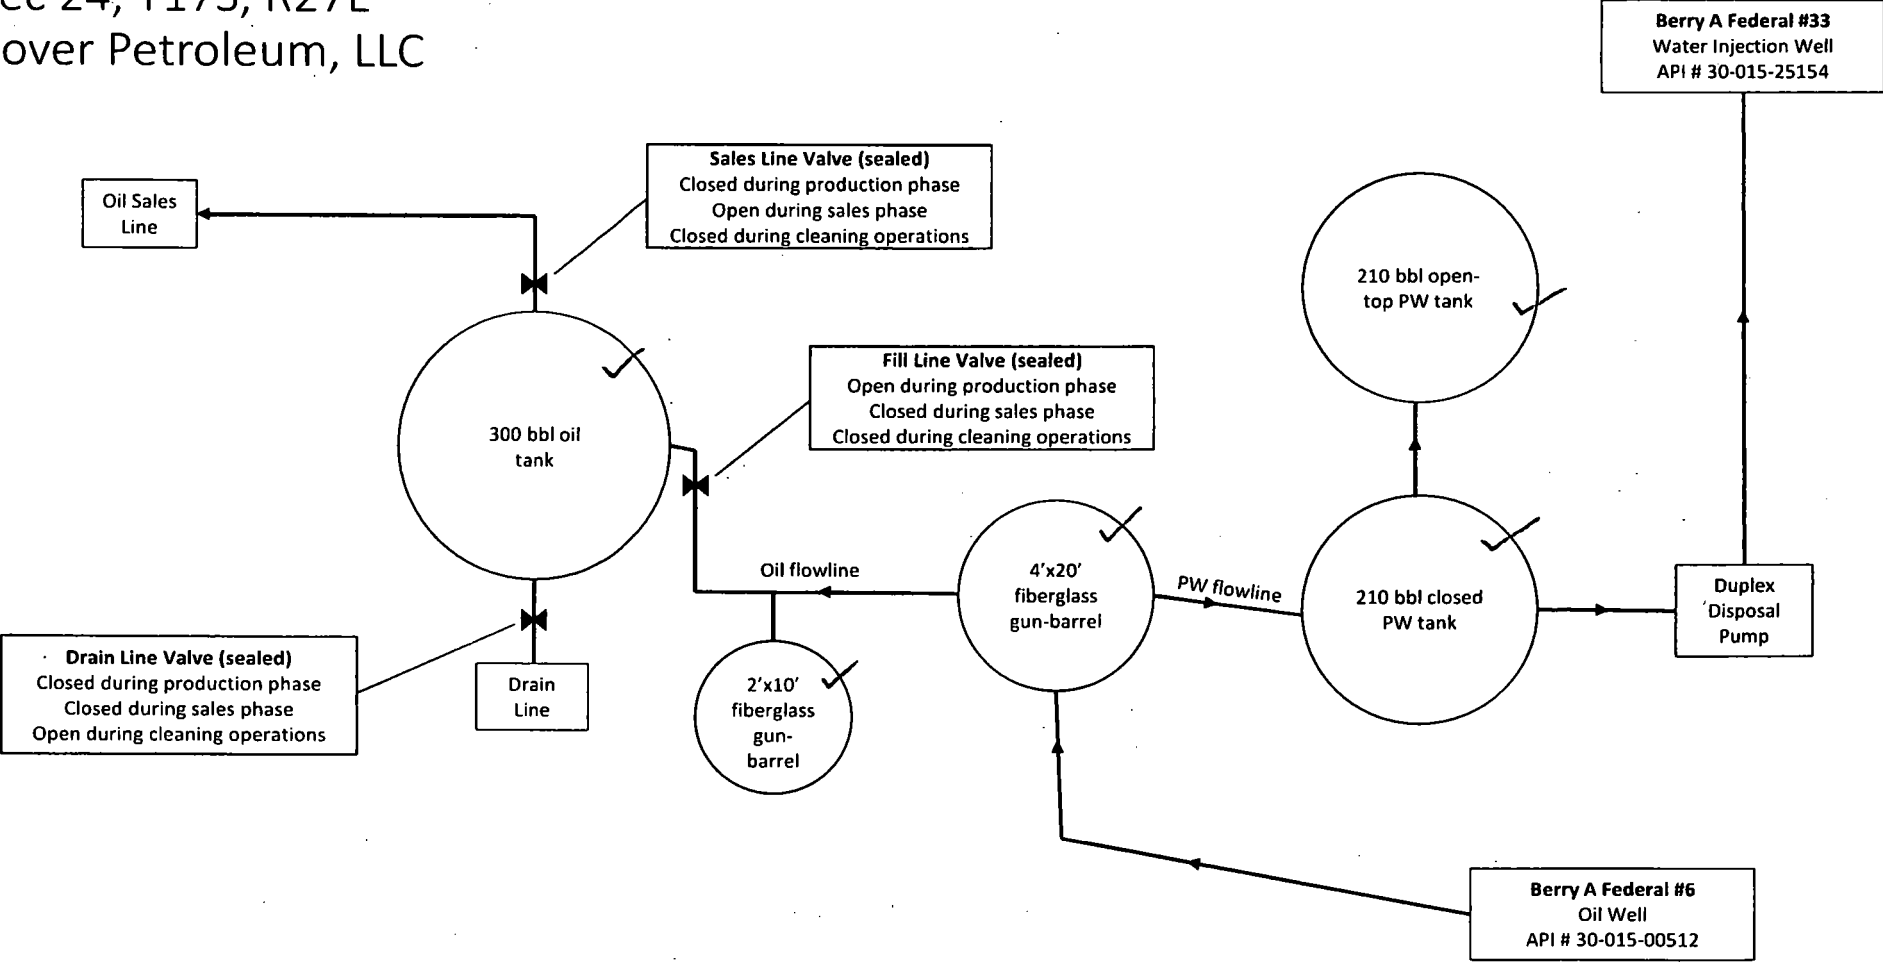 24, T17S, R27E
over Petroleum, LLC
Berry A Federal #33
Water Injection Well
API # 30-015-25154
Sales Line Valve (sealed)
Closed during production phase
Open during sales phase
Closed during cleaning operations
Oil Sales
Line
210 bbl open-
top PW tank
Fill Line Valve (sealed)
Open during production phase
Closed during sales phase
Closed during cleaning operations
300 bbl oil
tank
Oil flowline
4'x20'
fiberglass
gun-barrel
PW flowline
210 bbl closed
PW tank
Duplex
Disposal
Pump
Drain Line Valve (sealed)
Closed during production phase
Closed during sales phase
Open during cleaning operations
Drain
Line
2'x10'
fiberglass
gun-
barrel
Berry A Federal #6
Oil Well
API # 30-015-00512